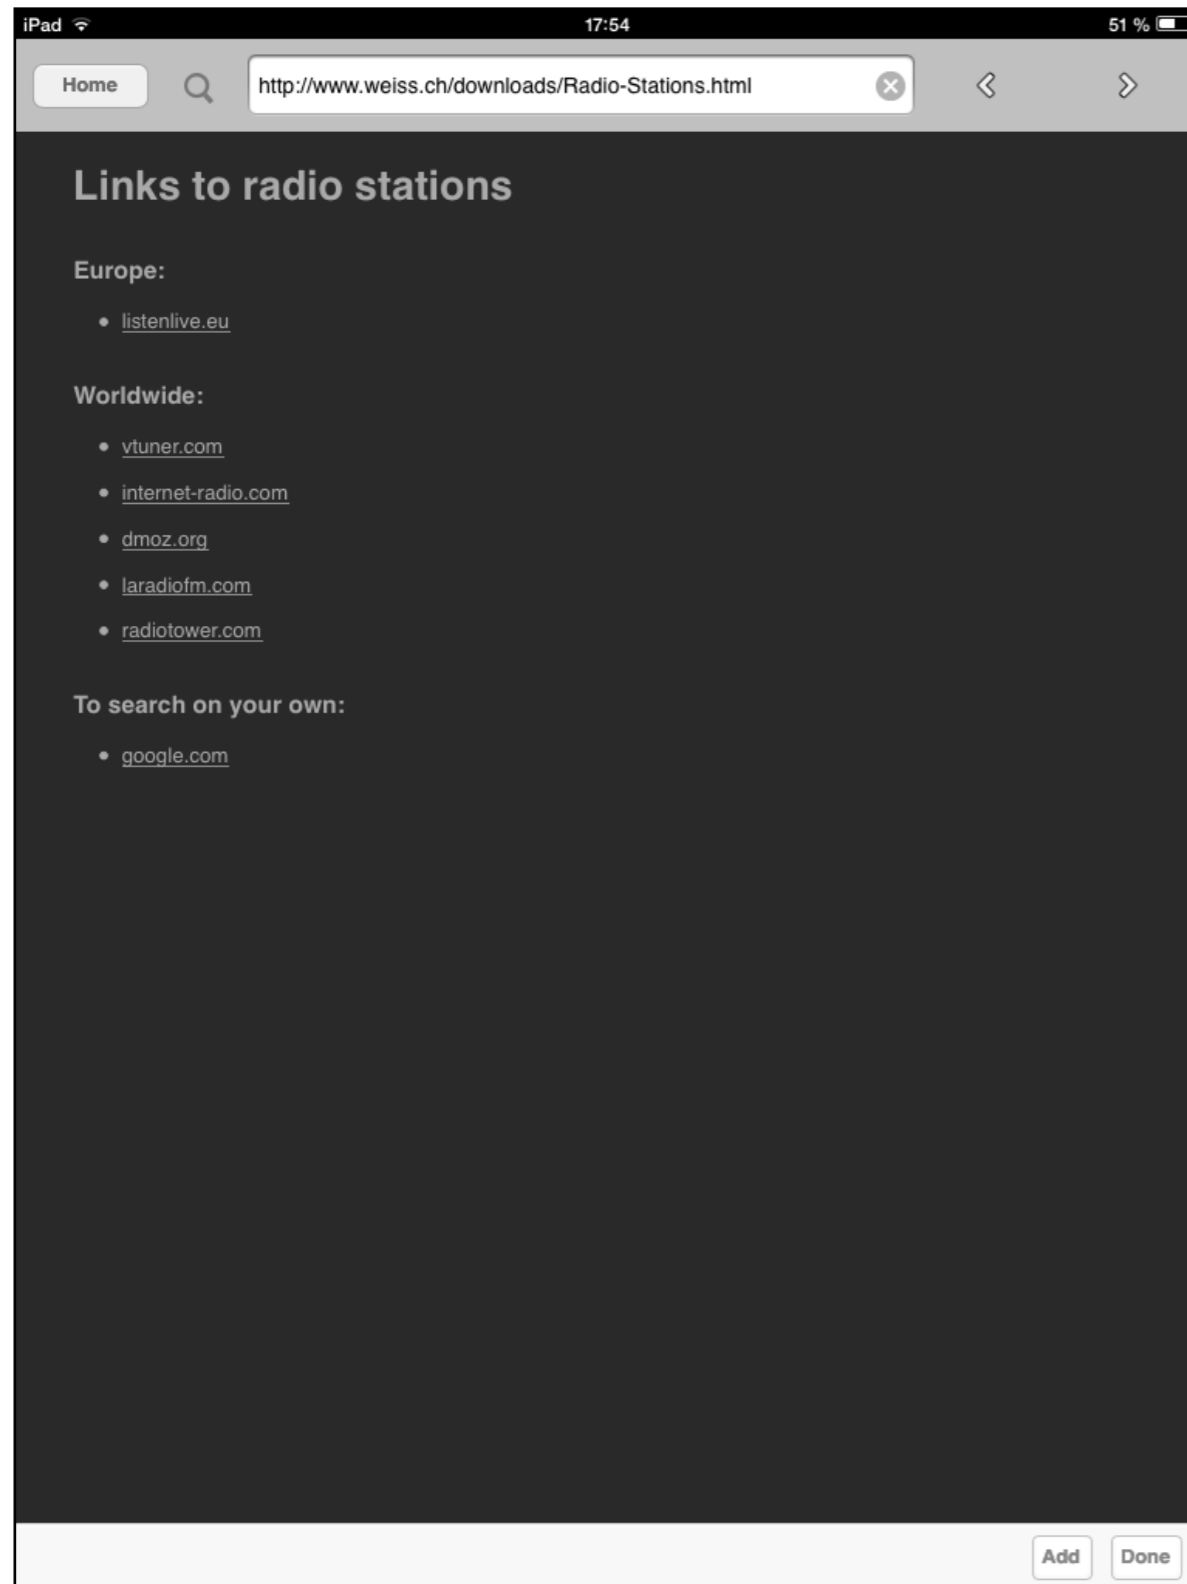 iPad 17:54 51 %
Home http://www.weiss.ch/downloads/Radio-Stations.html
Links to radio stations
Europe:
• listenlive.eu
Worldwide:
• vtuner.com
• internet-radio.com
• dmoz.org
• laradiofm.com
• radiotower.com
To search on your own:
• google.com
Add Done